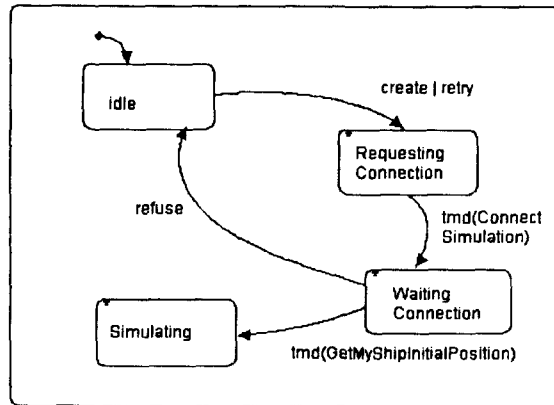 idle
create | retry
Requesting
Connection
refuse
tmd(Connect
Simulation)
Waiting
Connection
Simulating
tmd(GetMyShipInitialPosition)